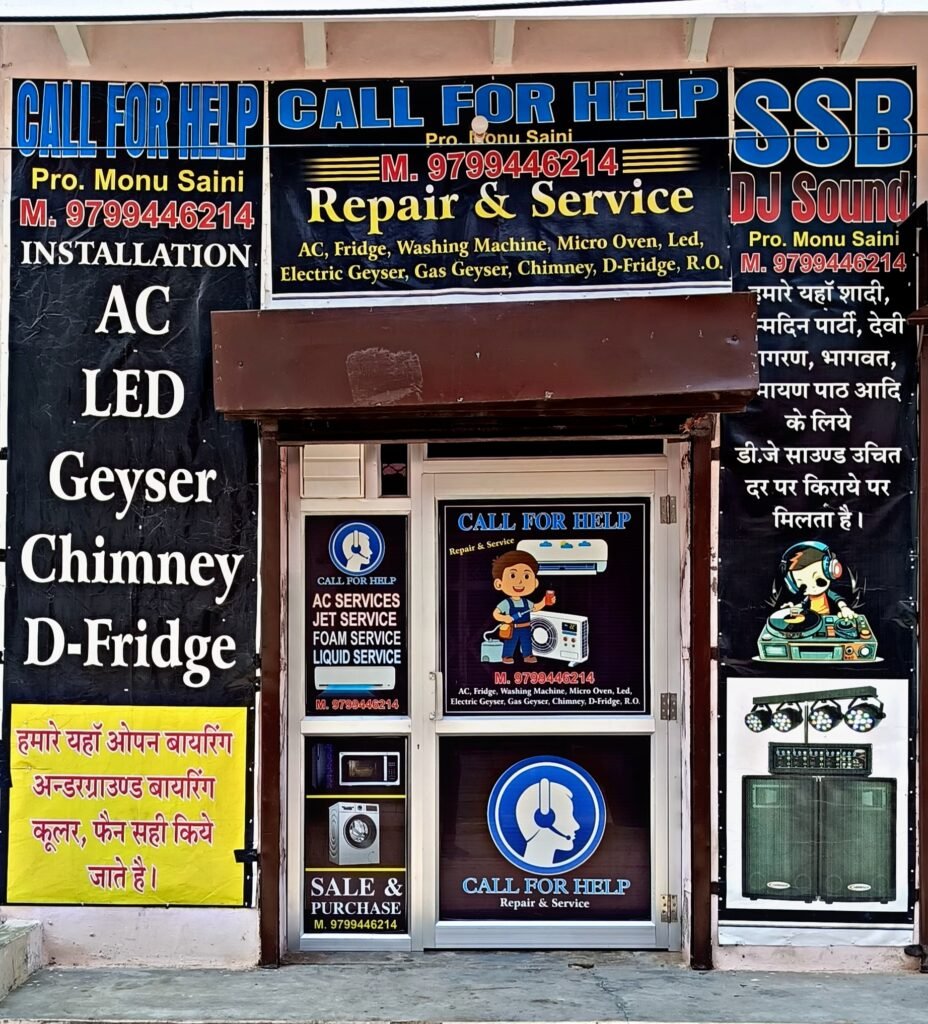 CALL FOR HELP
Pro. Monu Saini
M. 9799446214
INSTALLATION
AC
LED
Geyser
Chimney
D-Fridge
हमारे यहाॅ ओपन बायरिंग
अन्डरग्राउण्ड बायरिंग
कूलर, फैन सही किये
जाते है।
CALL FOR HELP
Pro. Monu Saini
M. 9799446214
Repair & Service
AC, Fridge, Washing Machine, Micro Oven, Led,
Electric Geyser, Gas Geyser, Chimney, D-Fridge, R.O.
CALL FOR HELP
AC SERVICES
JET SERVICE
FOAM SERVICE
LIQUID SERVICE
M. 9799446214
SALE &
PURCHASE
M. 9799446214
CALL FOR HELP
Repair & Service
M. 9799446214
AC, Fridge, Washing Machine, Micro Oven, Led,
Electric Geyser, Gas Geyser, Chimney, D-Fridge, R.O.
CALL FOR HELP
Repair & Service
SSB
DJ Sound
Pro. Monu Saini
M. 9799446214
हमारे यहाॅ शादी,
पार्टी, देवी
भागवत,
पाठ आदि
के लिये
डी.जे साउण्ड उचित
दर पर किराये पर
मिलता है।